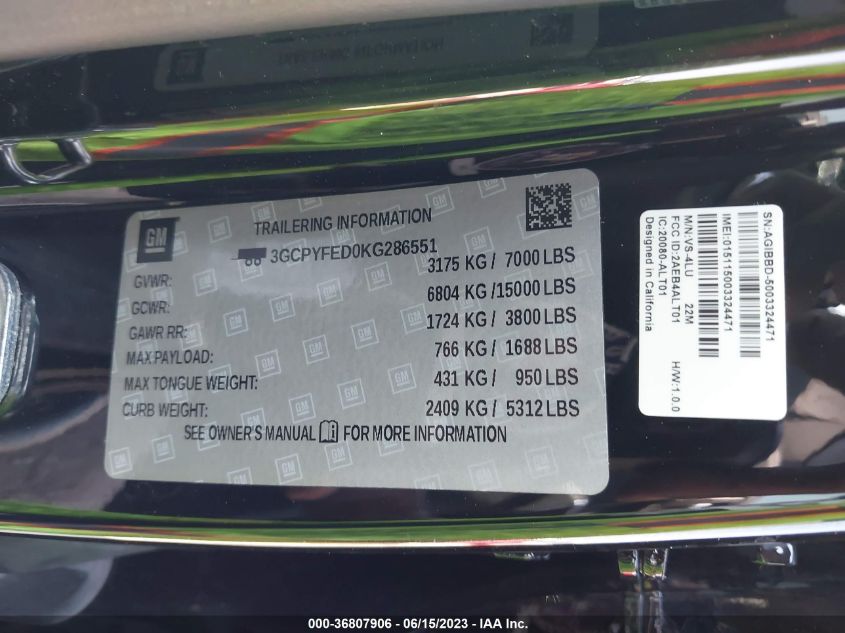 GM
TRAILERING INFORMATION
3GCPYFED0KG286551
GVWR: 3175 KG / 7000 LBS
GCWR: 6804 KG /15000 LBS
GAWR RR: 1724 KG / 3800 LBS
MAX PAYLOAD: 766 KG / 1688 LBS
MAX TONGUE WEIGHT: 431 KG / 950 LBS
CURB WEIGHT: 2409 KG / 5312 LBS
SEE OWNER'S MANUAL FOR MORE INFORMATION
SN:AGIBBD-5003324471
IMEI:015115003324471
M/N:VS-4LU 22M
FCC ID:2AEB4ALT01 H/W:1.0.0
IC:20080-ALT01
Designed in California
000-36807906 - 06/15/2023 - IAA Inc.